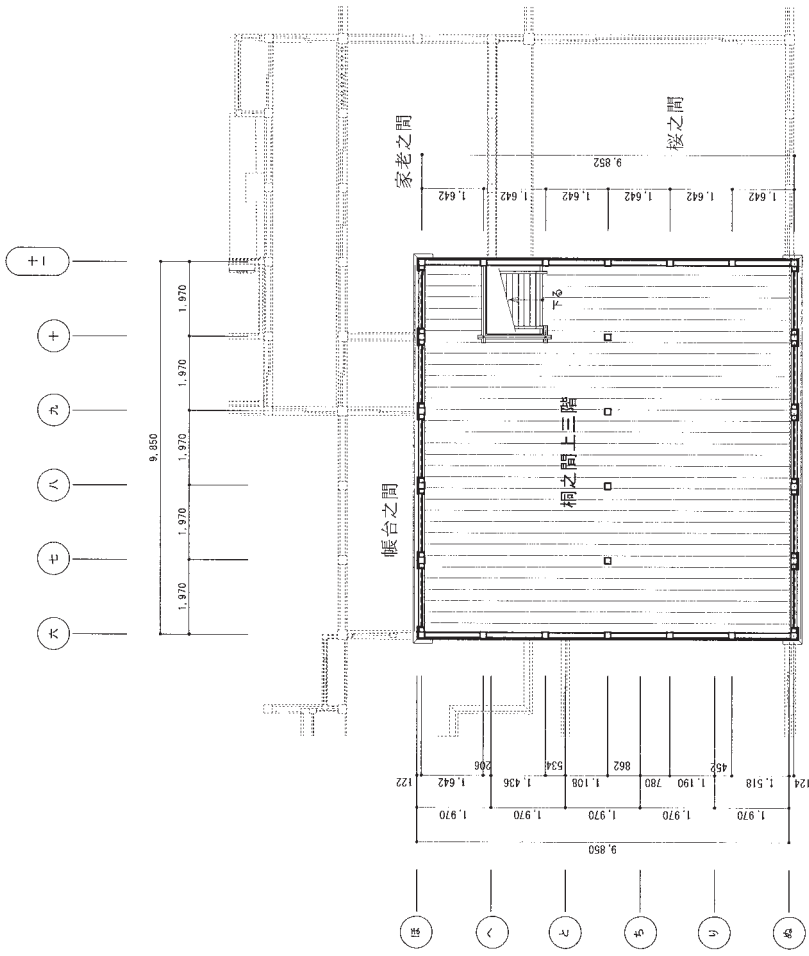 家老之間
桜之間
9,852
1,642
1,642
1,642
1,642
1,642
1,642
十一
十
九
八
七
六
9,850
1,970
1,970
1,970
1,970
1,970
下る
桐之間上三階
帳台之間
206
534
862
452
122
1,642
1,436
1,108
780
1,190
1,518
124
1,970
1,970
1,970
1,970
1,970
9,850
ほ
へ
と
ち
り
ぬ